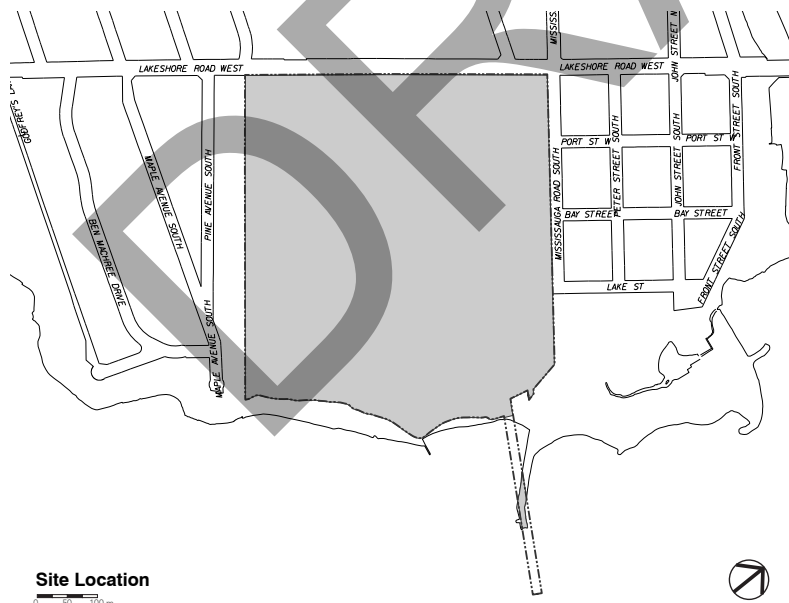 MISSISS
JOHN STREET N
LAKESHORE ROAD WEST
LAKESHORE ROAD WEST
GODFREY'S
MAPLE AVENUE SOUTH
PINE AVENUE SOUTH
BEN MACHREE DRIVE
MAPLE AVENUE SOUTH
MISSISSAUGA ROAD SOUTH
PORT ST W
PORT ST W
PETER STREET SOUTH
JOHN STREET SOUTH
FRONT STREET SOUTH
BAY STREET
BAY STREET
FRONT STREET SOUTH
LAKE ST
DRA
Site Location
0 50 100 m